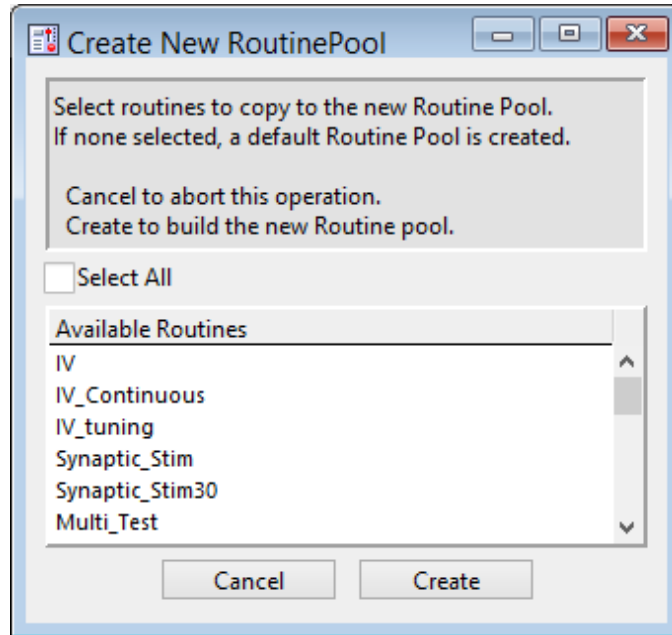 Create New RoutinePool
Select routines to copy to the new Routine Pool.
If none selected, a default Routine Pool is created.
Cancel to abort this operation.
Create to build the new Routine pool.
Select All
Available Routines
IV
IV_Continuous
IV_tuning
Synaptic_Stim
Synaptic_Stim30
Multi_Test
Cancel
Create